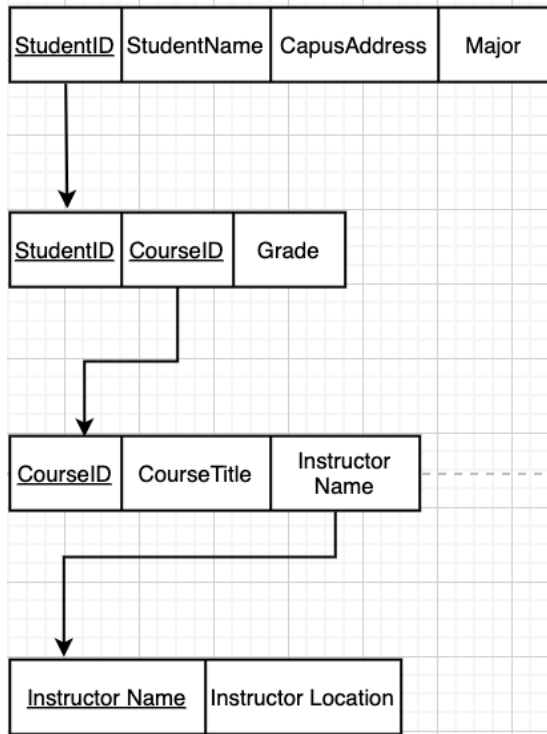 StudentID StudentName CapusAddress Major
StudentID CourseID Grade
CourseID CourseTitle Instructor
Name
Instructor Name Instructor Location